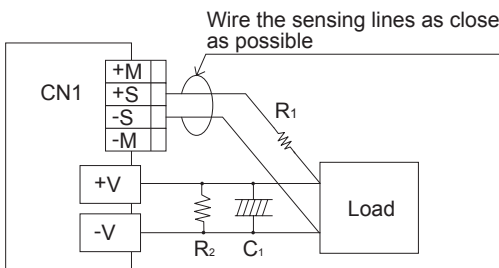 Wire the sensing lines as close
as possible
CN1
+M
+S
-S
-M
R₁
+V
-V
R₂
C₁
Load